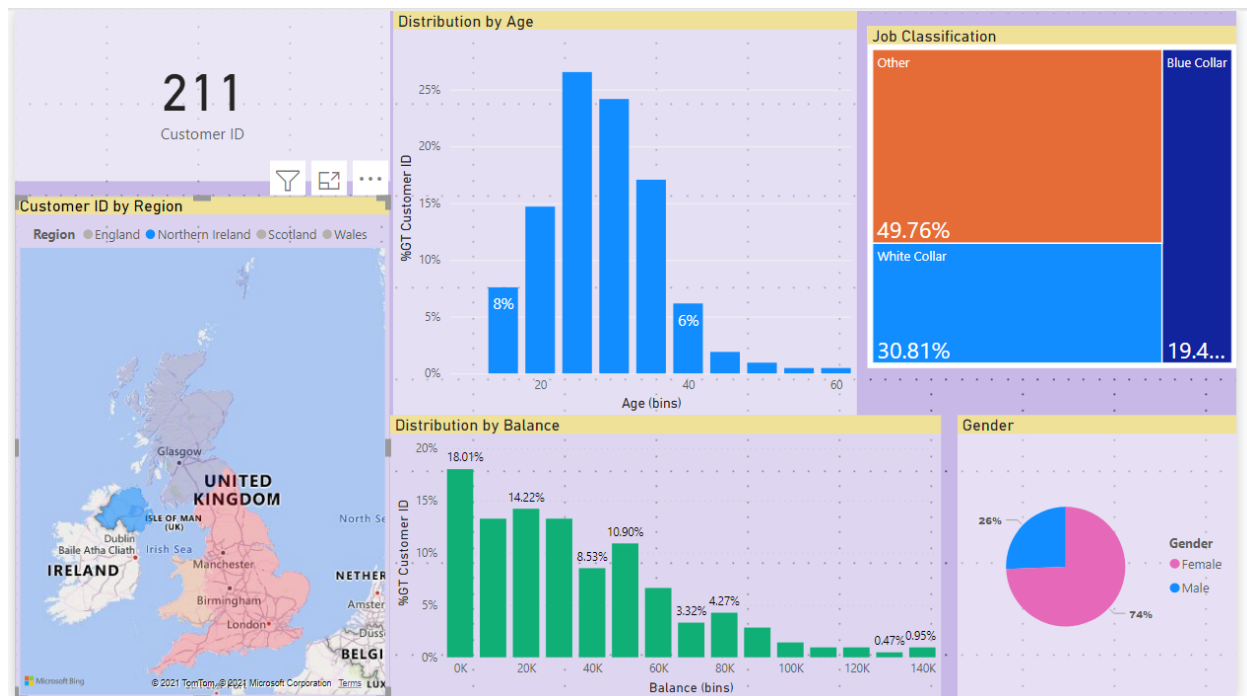 211
Customer ID
Customer ID by Region
Region England Northern Ireland Scotland Wales
Glasgow
UNITED
KINGDOM
ISLE OF MAN
(UK)
North Se
Dublin
Baile Atha Cliath
Irish Sea
IRELAND
Manchester
NETHER
Birmingham
Amster
London
Düss
BELGI
LUX
Microsoft Bing
© 2021 TomTom, © 2021 Microsoft Corporation Terms
Distribution by Age
%GT Customer ID
25%
20%
15%
10%
5%
0%
8%
6%
20 40 60
Age (bins)
Job Classification
Other
49.76%
White Collar
30.81%
Blue Collar
19.4...
Distribution by Balance
%GT Customer ID
20%
15%
10%
5%
0%
18.01%
14.22%
8.53%
10.90%
3.32%
4.27%
0.47%
0.95%
0K 20K 40K 60K 80K 100K 120K 140K
Balance (bins)
Gender
26%
74%
Gender
Female
Male